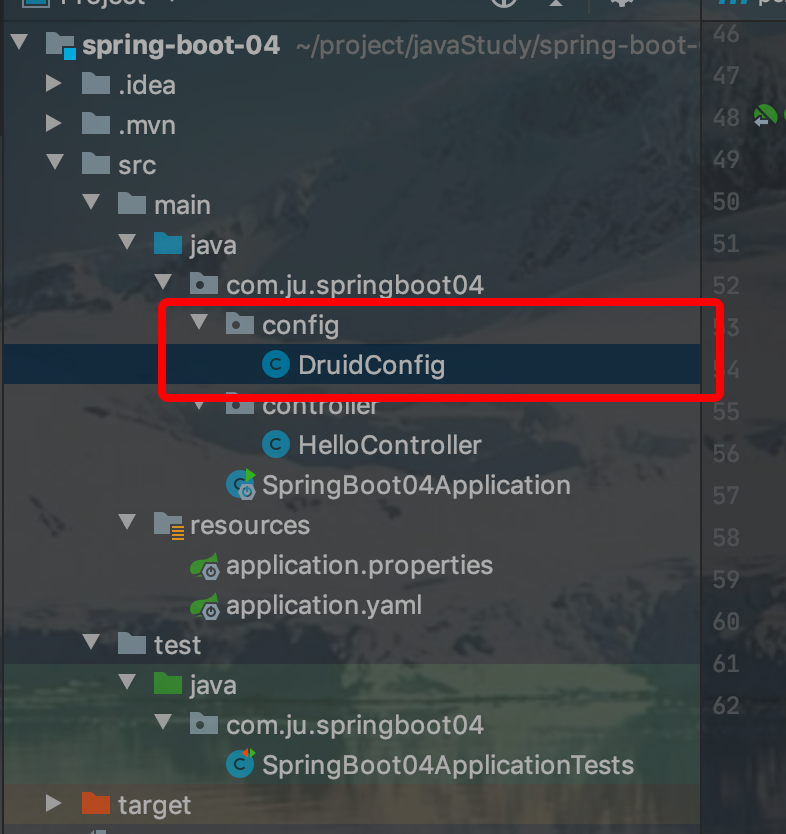 Project
spring-boot-04 ~/project/javaStudy/spring-boot-
.idea
.mvn
src
main
java
com.ju.springboot04
config
DruidConfig
controller
HelloController
SpringBoot04Application
resources
application.properties
application.yaml
test
java
com.ju.springboot04
SpringBoot04ApplicationTests
target
46
47
48
49
50
51
52
53
54
55
56
57
58
59
60
61
62